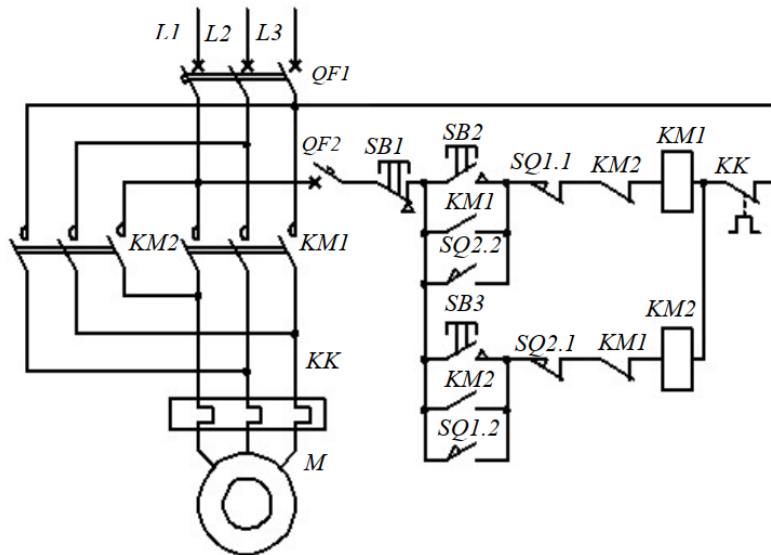 L1 L2 L3
QF1
QF2
SB1
SB2
SQ1.1
KM2
KM1
KK
KM1
SQ2.2
KM2
KM1
SB3
SQ2.1
KM1
KM2
KK
KM2
SQ1.2
M